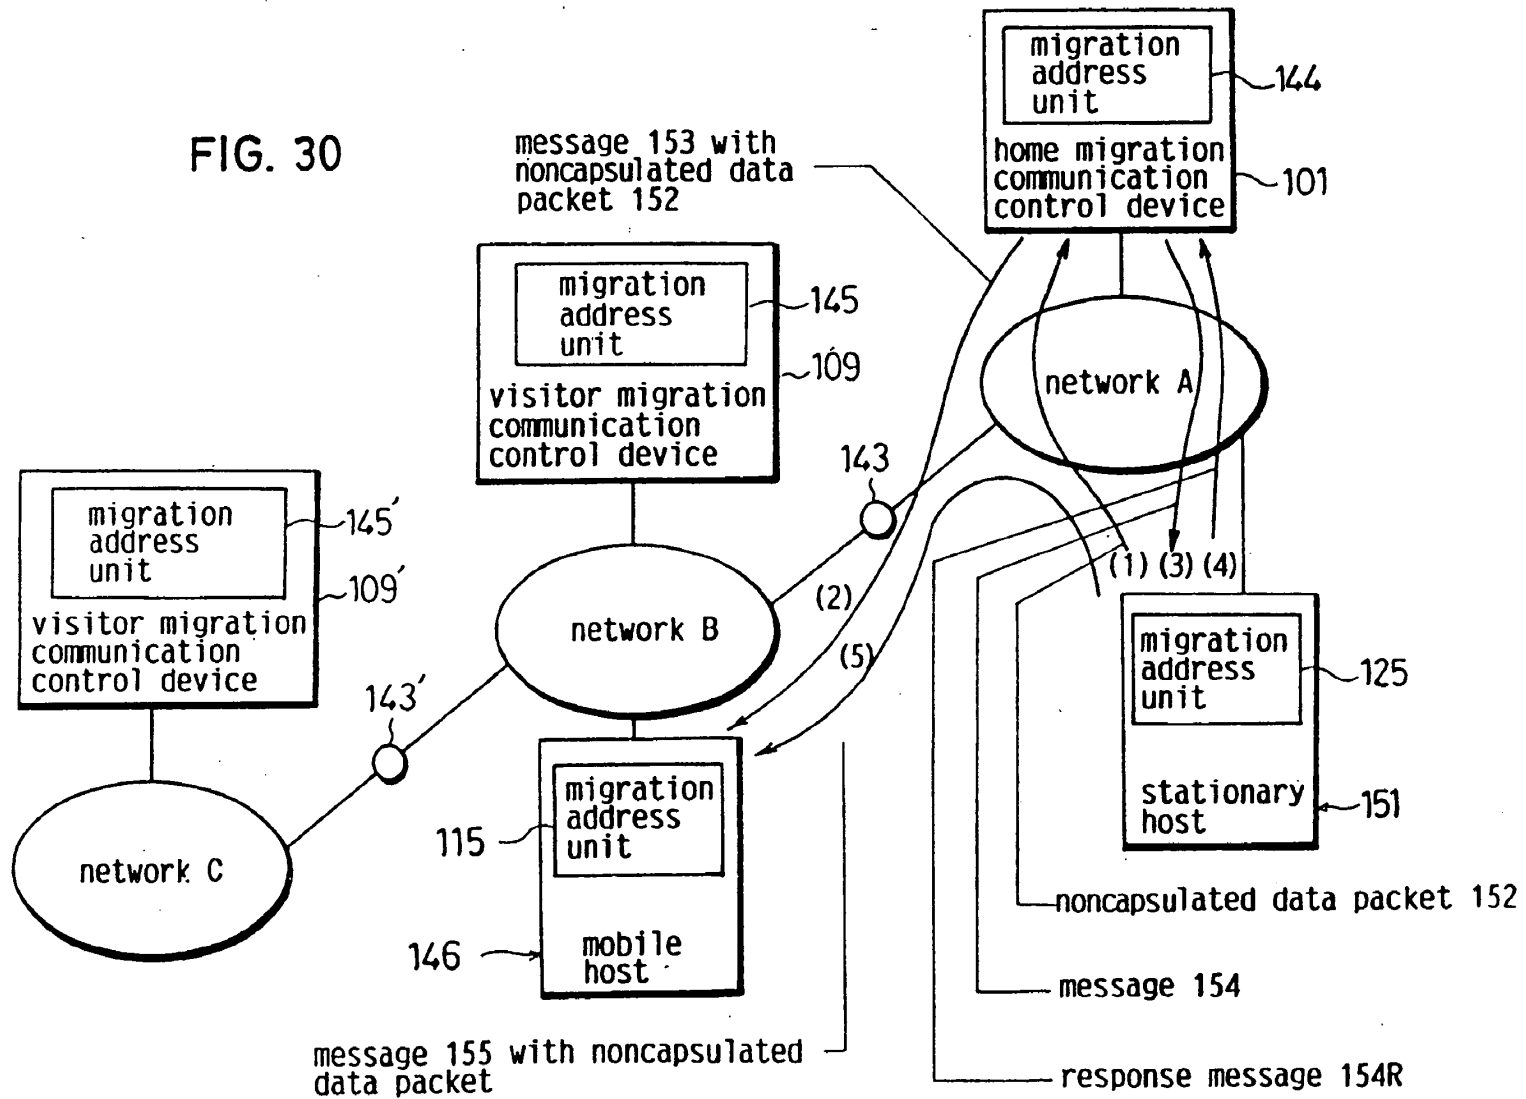 FIG. 30
message 153 with
noncapsulated data
packet 152
migration
address
unit
144
home migration
communication
control device
101
migration
address
unit
145
visitor migration
communication
control device
109
network A
143
migration
address
unit
145'
visitor migration
communication
control device
109'
network B
(1) (3) (4)
(2)
(5)
143'
migration
address
unit
125
stationary
host
151
migration
address
unit
115
mobile
host
146
network C
noncapsulated data packet 152
message 154
response message 154R
message 155 with noncapsulated
data packet